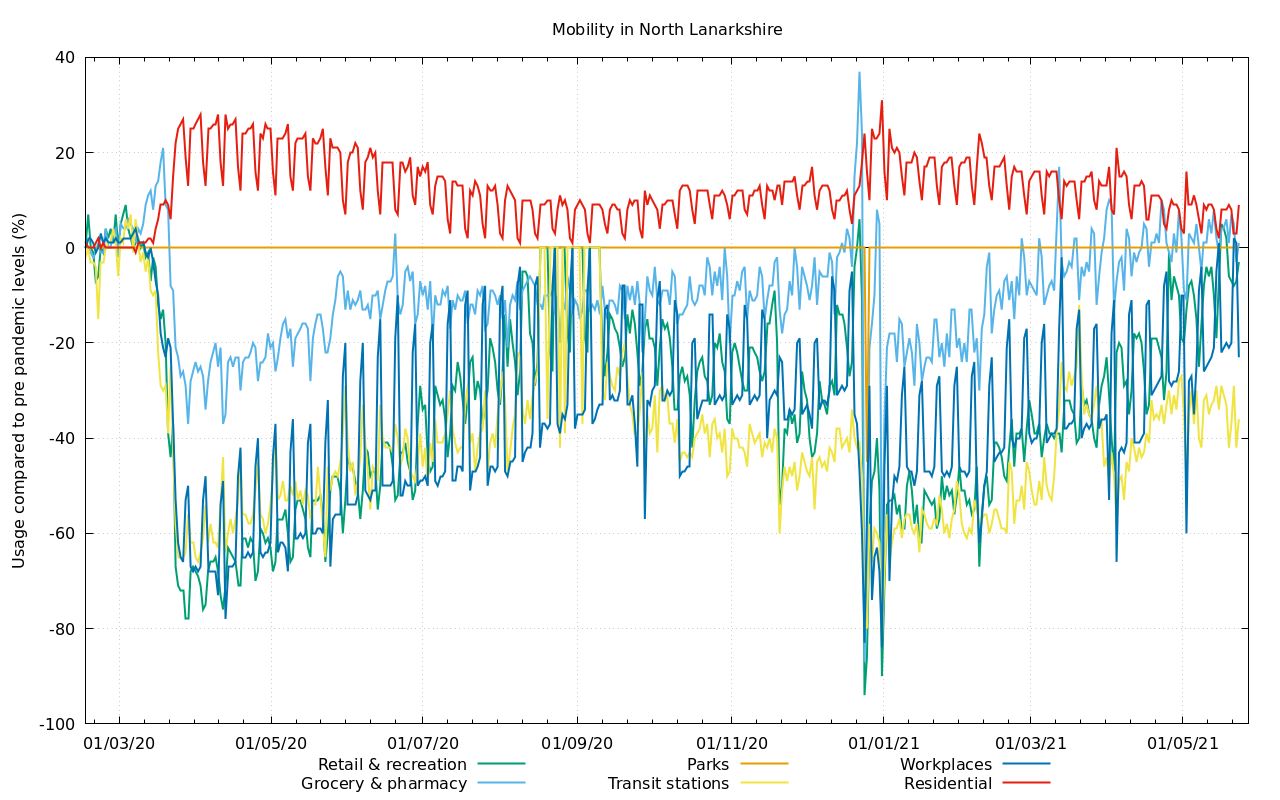 Mobility in North Lanarkshire
Usage compared to pre pandemic levels (%)
40
20
0
-20
-40
-60
-80
-100
01/03/20 01/05/20 01/07/20 01/09/20 01/11/20 01/01/21 01/03/21 01/05/21
Retail & recreation Parks Workplaces
Grocery & pharmacy Transit stations Residential